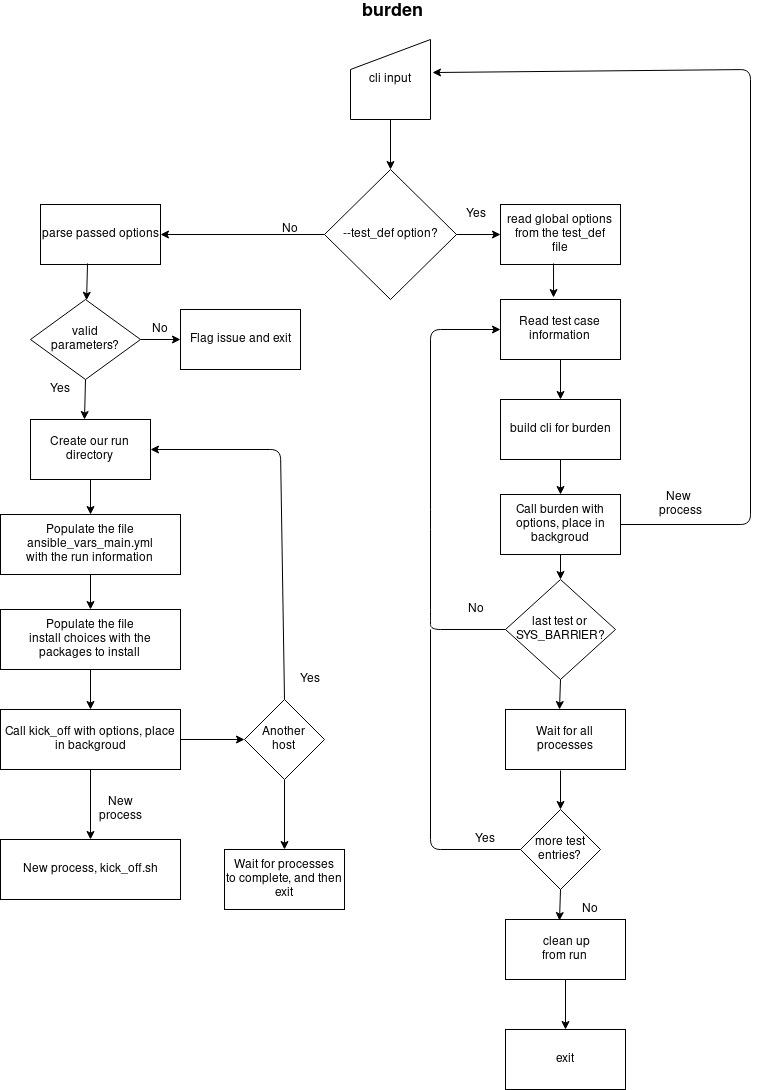 burden
cli input
--test_def option?
No
Yes
parse passed options
read global options
from the test_def
file
valid
parameters?
No
Flag issue and exit
Yes
Read test case
information
Create our run
directory
build cli for burden
Populate the file
ansible_vars_main.yml
with the run information
Call burden with
options, place in
backgroud
New
process
Populate the file
install choices with the
packages to install
last test or
SYS_BARRIER?
No
Call kick_off with options, place
in backgroud
Another
host
Yes
Wait for all
processes
New
process
New process, kick_off.sh
Wait for processes
to complete, and then
exit
more test
entries?
Yes
No
clean up
from run
exit